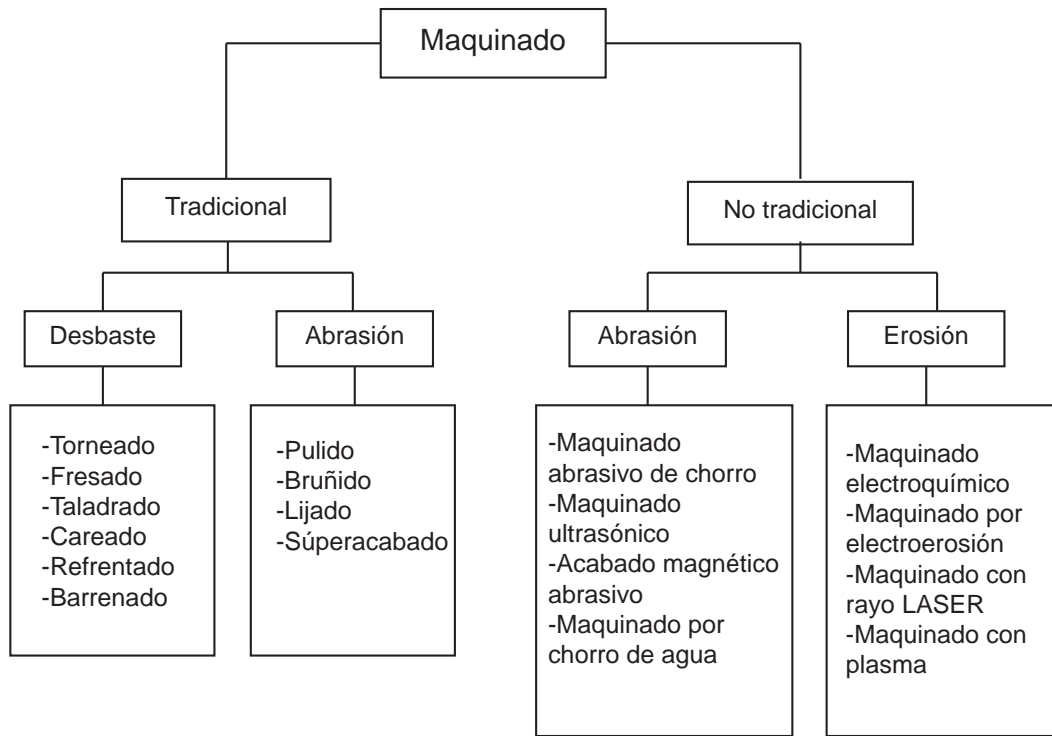 Maquinado
Tradicional
No tradicional
Desbaste
Abrasión
Abrasión
Erosión
-Torneado
-Fresado
-Taladrado
-Careado
-Refrentado
-Barrenado
-Pulido
-Bruñido
-Lijado
-Súperacabado
-Maquinado
abrasivo de chorro
-Maquinado
ultrasónico
-Acabado magnético
abrasivo
-Maquinado por
chorro de agua
-Maquinado
electroquímico
-Maquinado por
electroerosión
-Maquinado con
rayo LASER
-Maquinado con
plasma